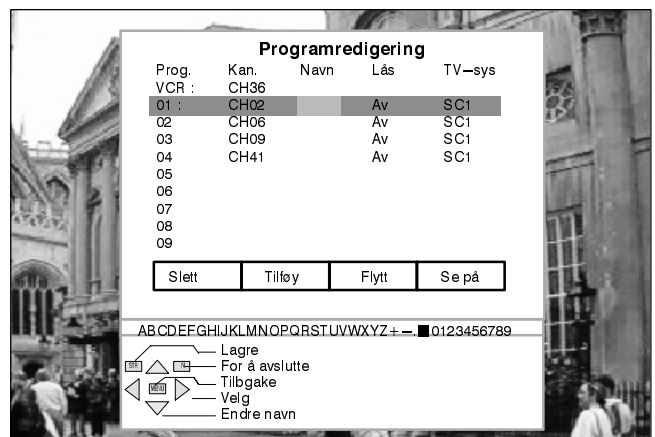 Programredigering
Prog. Kan. Navn Lås TV—sys
VCR : CH36
01 : CH02 Av SC1
02 CH06 Av SC1
03 CH09 Av SC1
04 CH41 Av SC1
05
06
07
08
09
Slett Tilføy Flytt Se på
ABCDEFGHIJKLMNOPQRSTUVWXYZ+—.■0123456789
Lagre
STR N For å avslutte
MENU Tilbgake
Velg
Endre navn